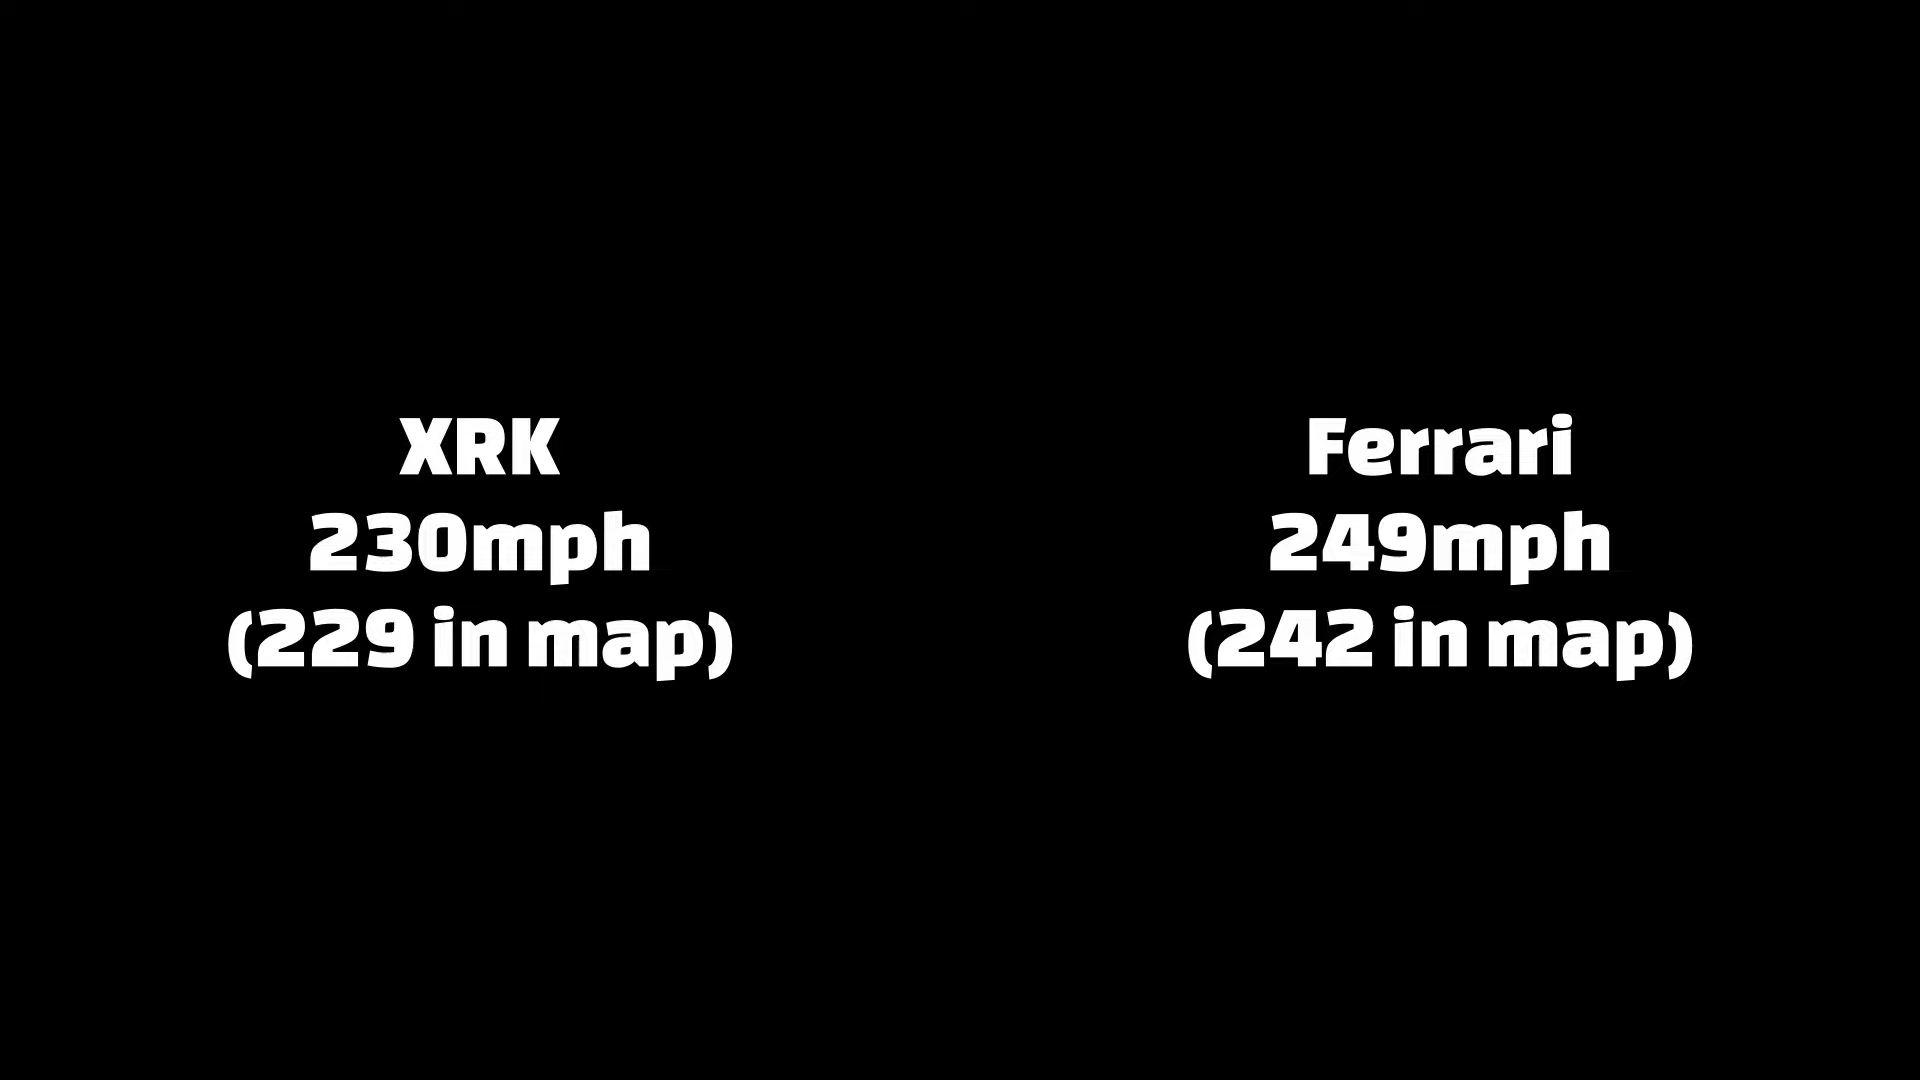 XRK
230mph
(229 in map)
Ferrari
249mph
(242 in map)